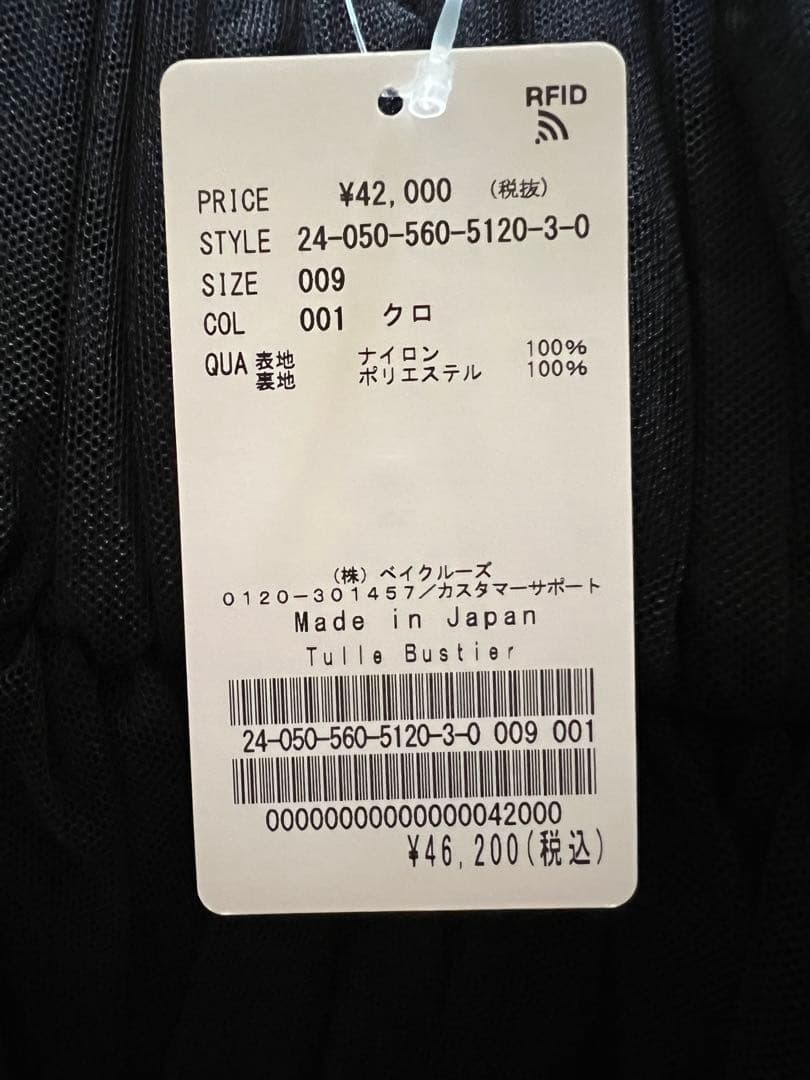 RFID
PRICE ¥42,000 (税抜)
STYLE 24-050-560-5120-3-0
SIZE 009
COL 001 クロ
QUA 表地 ナイロン 100%
裏地 ポリエステル 100%
(株)ベイクルーズ
0120-301457/カスタマーサポート
Made in Japan
Tulle Bustier
24-050-560-5120-3-0 009 001
00000000000000042000
¥46,200(税込)